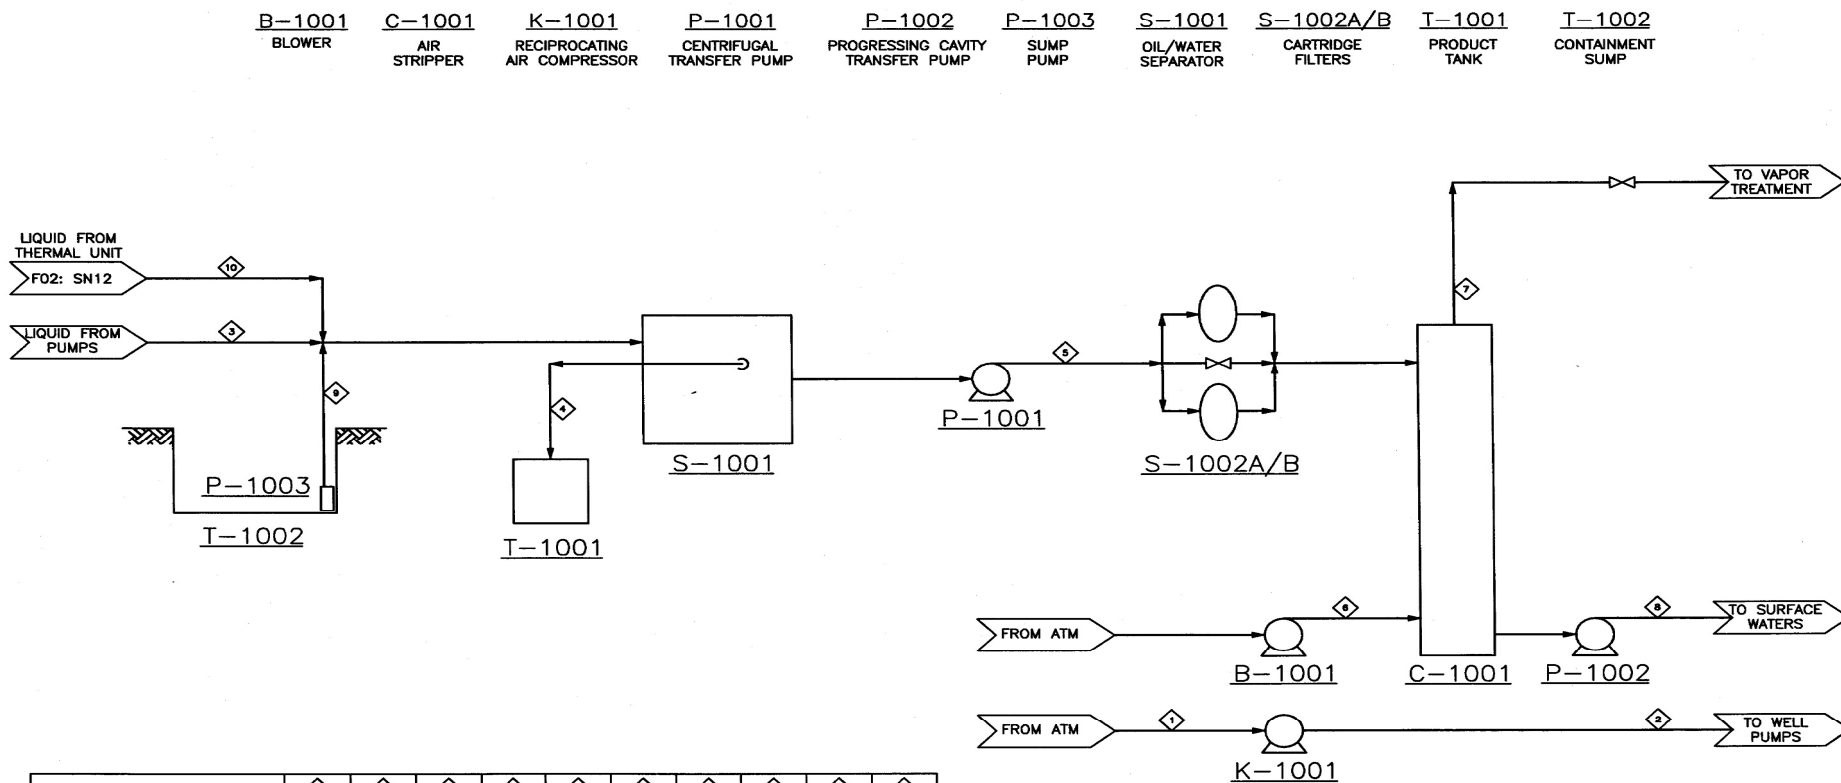 B-1001 C-1001 K-1001 P-1001 P-1002 P-1003 S-1001 S-1002A/B T-1001 T-1002
BLOWER AIR RECIPROCATING CENTRIFUGAL PROGRESSING CAVITY SUMP OIL/WATER CARTRIDGE PRODUCT CONTAINMENT
STRIPPER AIR COMPRESSOR TRANSFER PUMP TRANSFER PUMP PUMP SEPARATOR FILTERS TANK SUMP
TO VAPOR
TREATMENT
LIQUID FROM
THERMAL UNIT
F02: SN12
10
7
LIQUID FROM
PUMPS
3
5
9
4
P-1001
S-1001
S-1002A/B
P-1003
T-1002
T-1001
FROM ATM
6
8
TO SURFACE
WATERS
B-1001 C-1001 P-1002
FROM ATM
1
2
TO WELL
PUMPS
K-1001